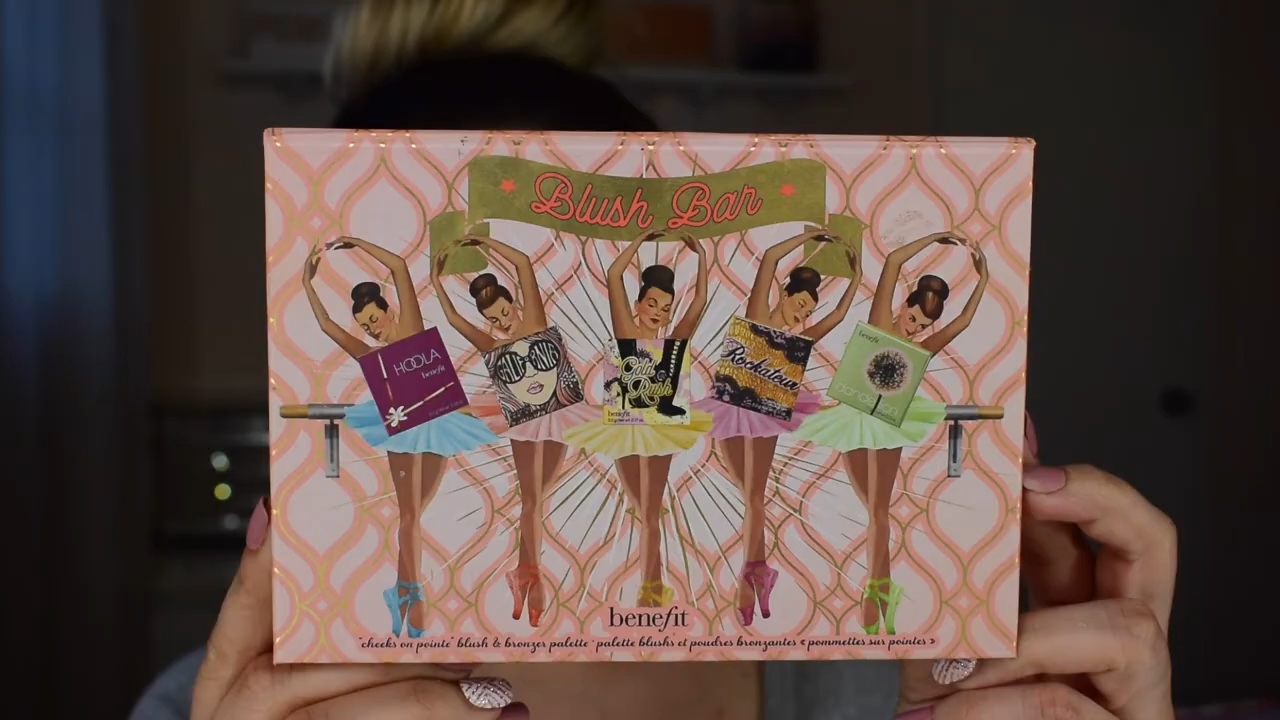 Blush Bar
HOOLA
benefit
Gold
Rush
benefit
Rockateur
benefit
dandelion
benefit
"cheeks on pointe" blush & bronzer palette * palette blushs et poudres bronzantes « pommettes sur pointes »